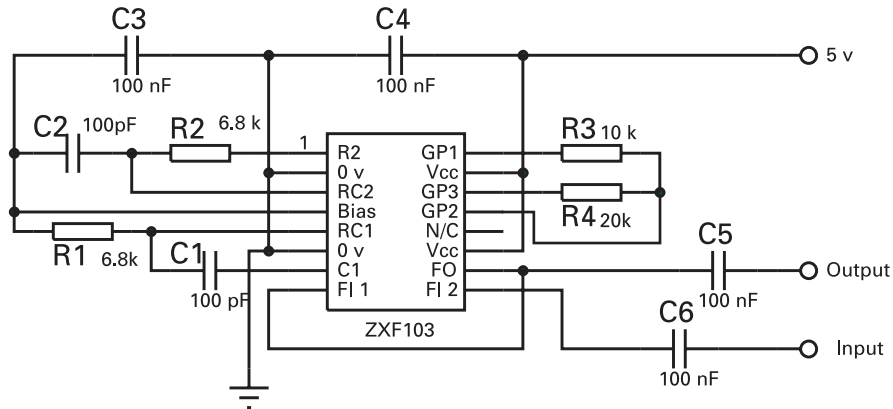 C3
C4
100 nF
100 nF
5 v
C2
100pF
R2
6.8 k
1
R3
10 k
R2
GP1
0 v
Vcc
RC2
GP3
Bias
GP2
R4
20k
RC1
N/C
R1
6.8k
C1
0 v
Vcc
C5
C1
FO
Output
100 pF
FI 1
FI 2
100 nF
C6
ZXF103
Input
100 nF